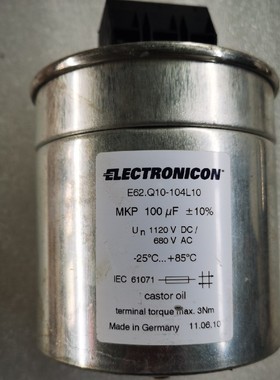 ELECTRONICON
E62.Q10-104L10
MKP 100 µF ±10%
Un 1120 V DC/
680 V AC
-25°C...+85°C
IEC 61071
castor oil
terminal torque max. 3Nm
Made in Germany 11.06.10